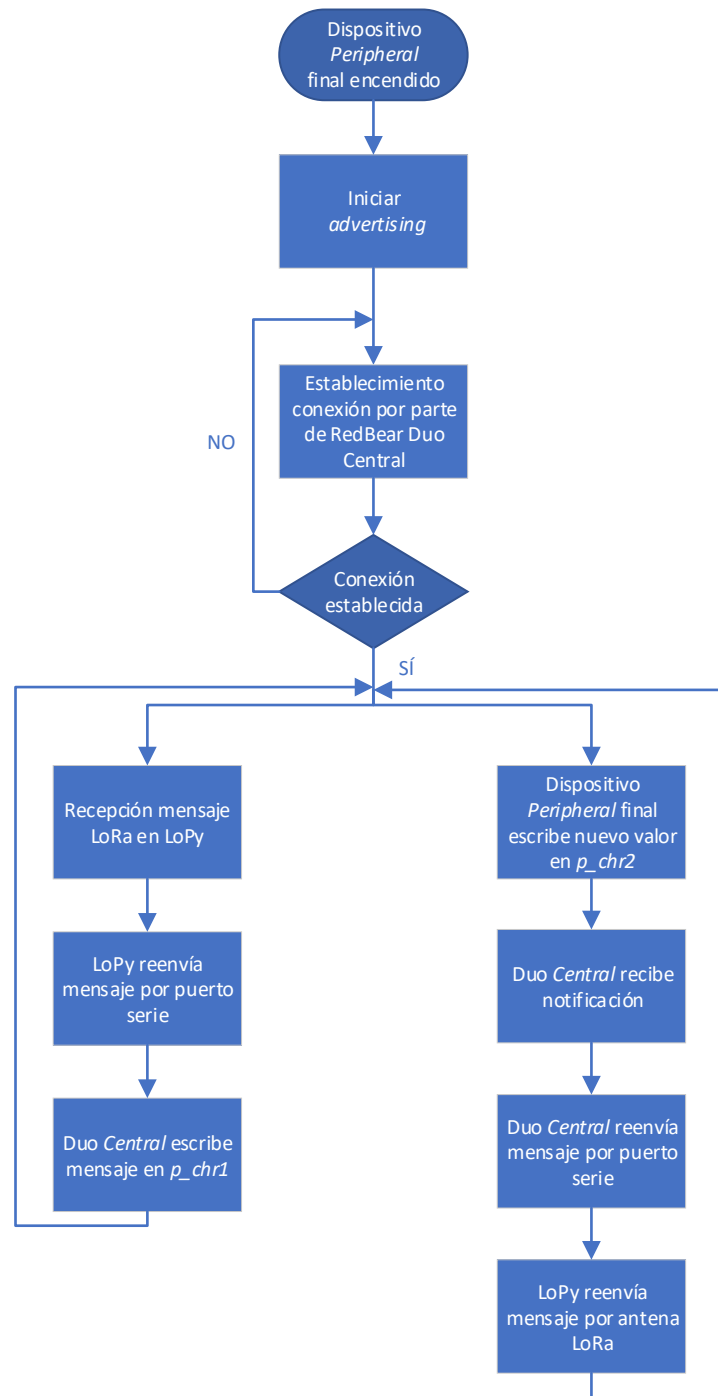 Dispositivo
Peripheral
final encendido
Iniciar
advertising
Establecimiento
conexión por parte
de RedBear Duo
Central
NO
Conexión
establecida
SÍ
Recepción mensaje
LoRa en LoPy
LoPy reenvía
mensaje por puerto
serie
Duo Central escribe
mensaje en p_chr1
Dispositivo
Peripheral final
escribe nuevo valor
en p_chr2
Duo Central recibe
notificación
Duo Central reenvía
mensaje por puerto
serie
LoPy reenvía
mensaje por antena
LoRa